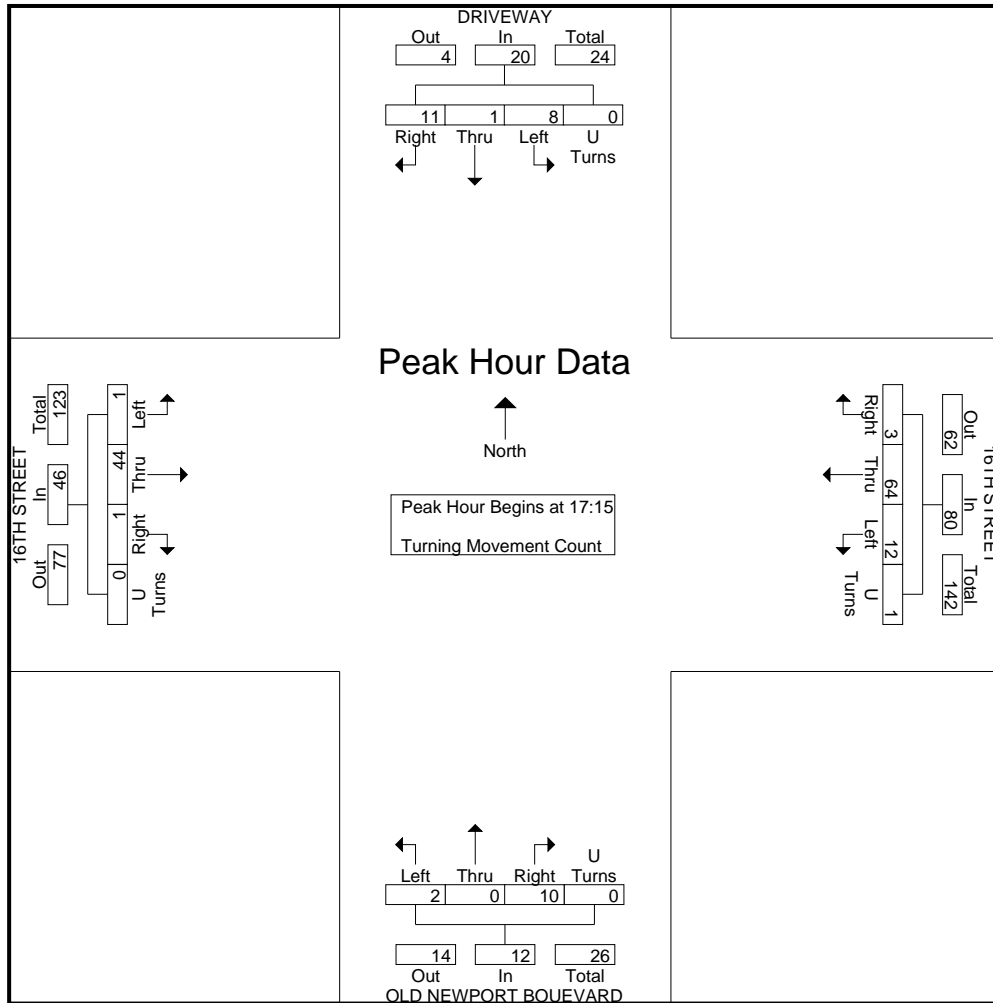 DRIVEWAY
Out In Total
4 20 24
11 1 8 0
Right Thru Left U Turns
Peak Hour Data
North
Peak Hour Begins at 17:15
Turning Movement Count
16TH STREET
Total In Out
123 46 77
1 44 1 0
Left Thru Right U Turns
16TH STREET
Out In Total
62 80 142
3 64 12 1
Right Thru Left U Turns
Left Thru Right U Turns
2 0 10 0
14 12 26
Out In Total
OLD NEWPORT BOUEVARD